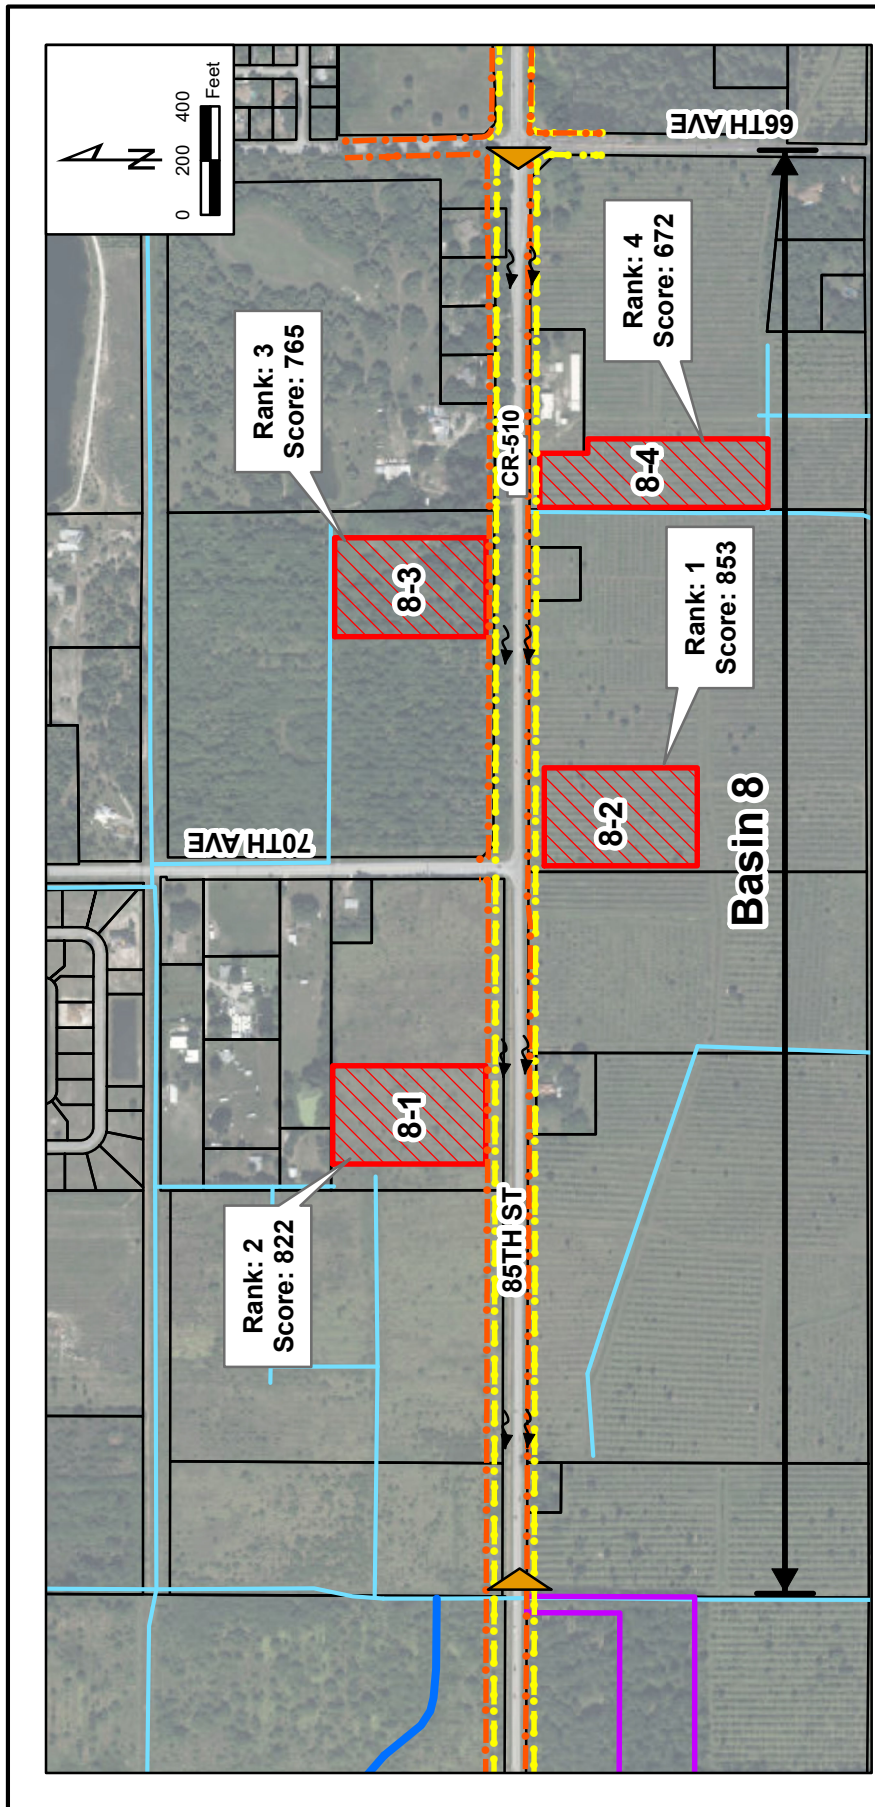 N
0 200 400
Feet
66TH AVE
Rank: 3
Score: 765
Rank: 4
Score: 672
CR-510
8-3
8-4
Rank: 1
Score: 853
70TH AVE
8-2
Basin 8
8-1
Rank: 2
Score: 822
85TH ST